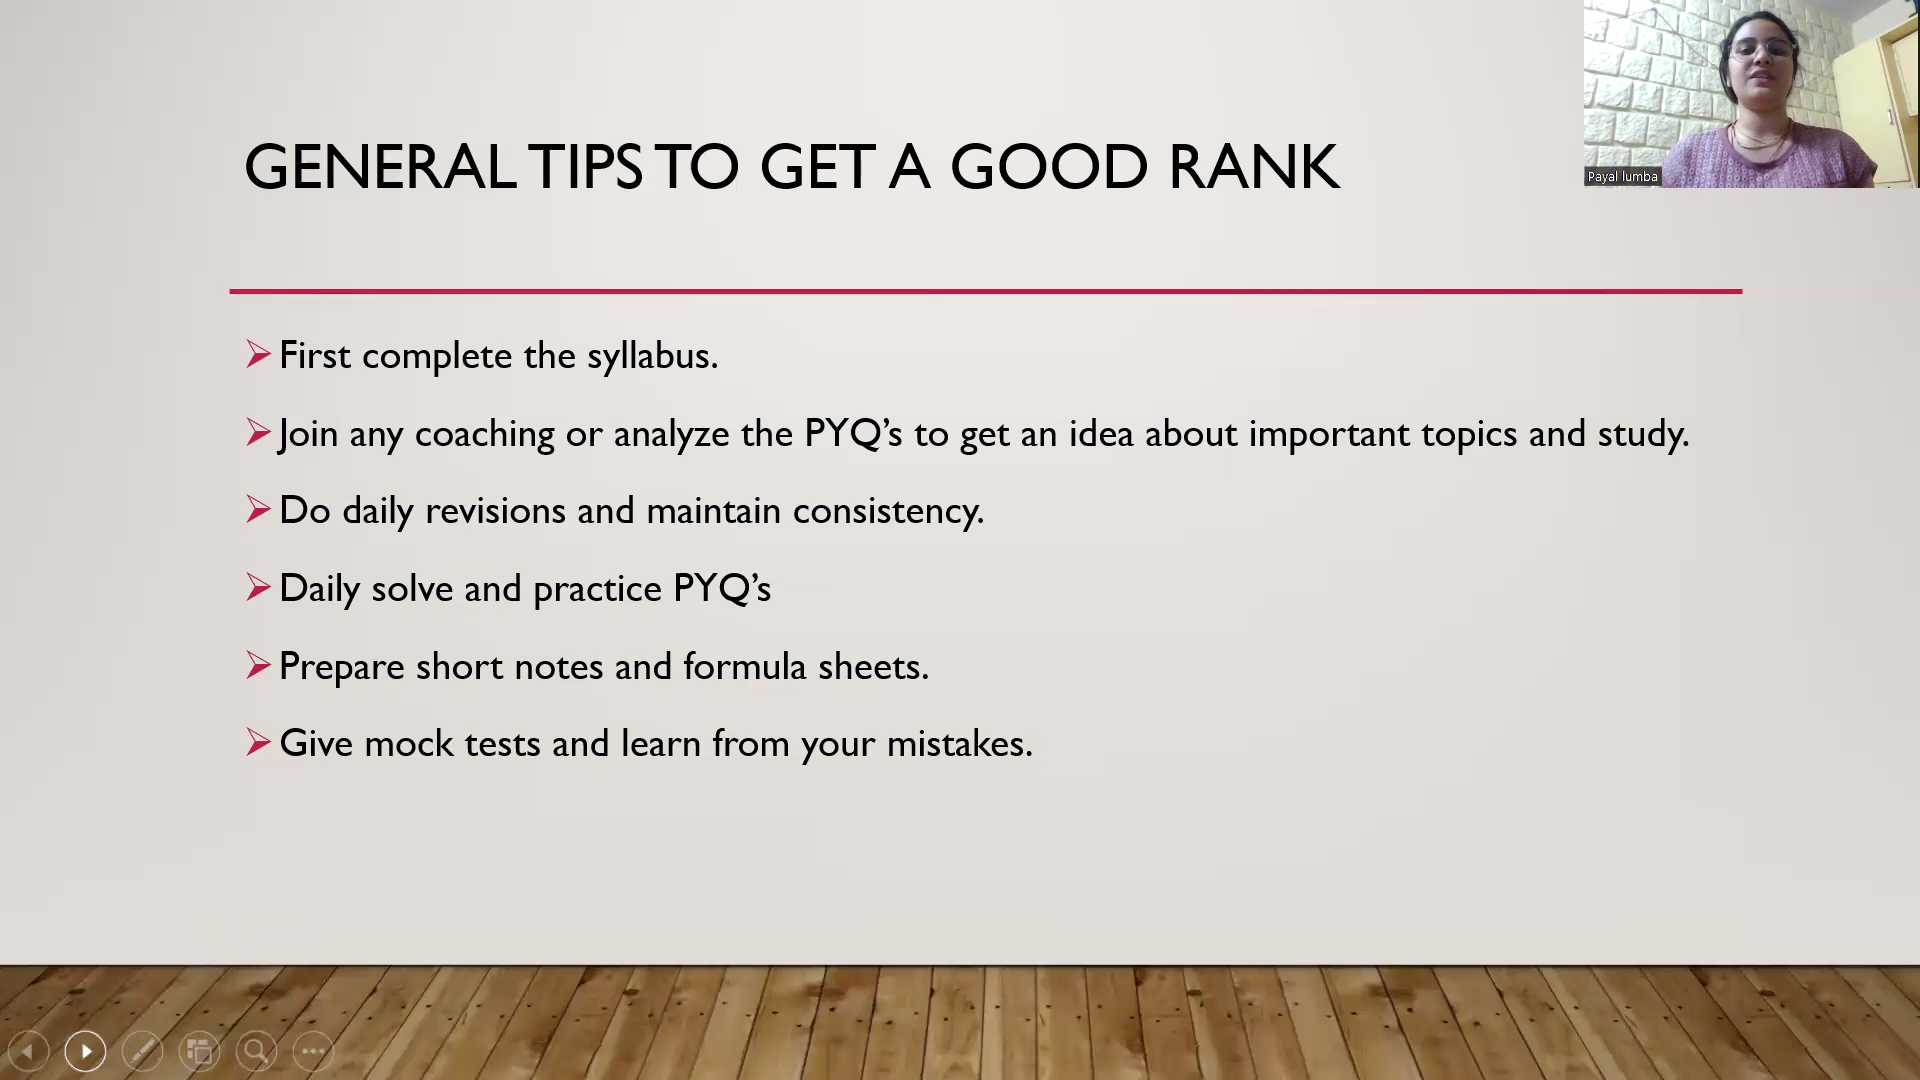 GENERAL TIPS TO GET A GOOD RANK
Payal lumba
First complete the syllabus.
Join any coaching or analyze the PYQ’s to get an idea about important topics and study.
Do daily revisions and maintain consistency.
Daily solve and practice PYQ’s
Prepare short notes and formula sheets.
Give mock tests and learn from your mistakes.